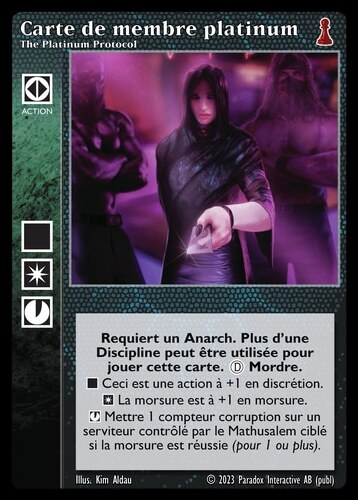 Carte de membre platinum
The Platinum Protocol
ACTION
Requiert un Anarch. Plus d'une
Discipline peut être utilisée pour
jouer cette carte. Ⓓ Mordre.
Ceci est une action à +1 en discrétion.
La morsure est à +1 en morsure.
Mettre 1 compteur corruption sur un
serviteur contrôlé par le Mathusalem ciblé
si la morsure est réussie (pour 1 ou plus).
Illus. Kim Aldau
© 2023 Paradox Interactive AB (publ)